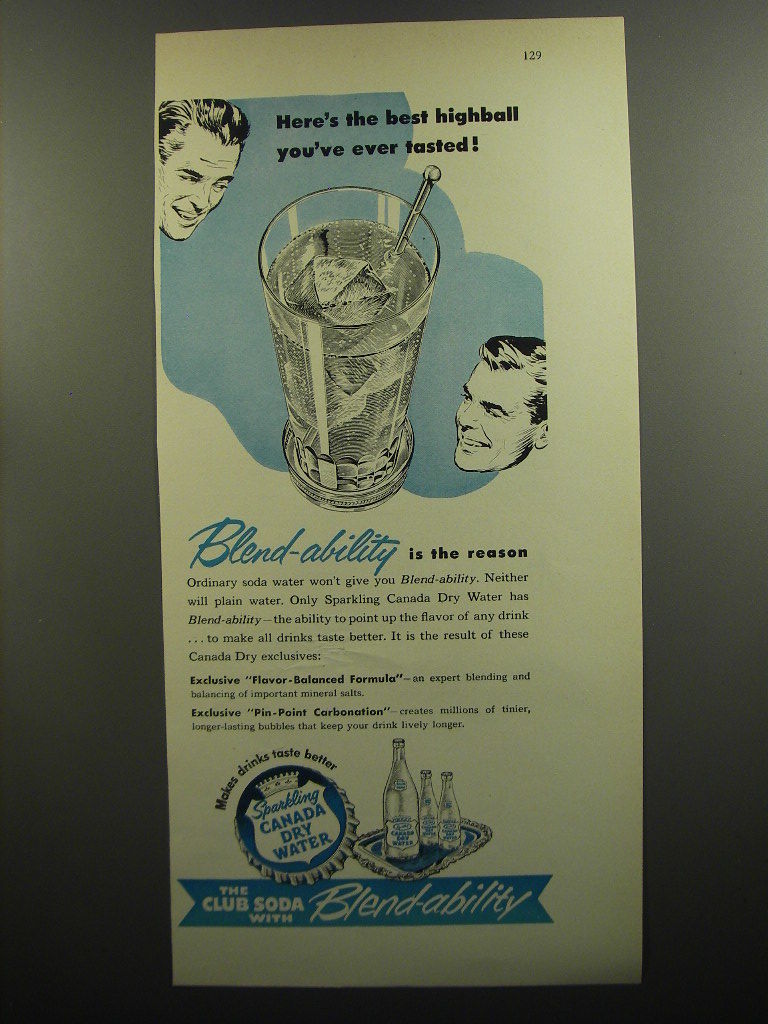 129
Here's the best highball
you've ever tasted!
Blend-ability is the reason
Ordinary soda water won't give you Blend-ability. Neither
will plain water. Only Sparkling Canada Dry Water has
Blend-ability—the ability to point up the flavor of any drink
...to make all drinks taste better. It is the result of these
Canada Dry exclusives:
Exclusive "Flavor-Balanced Formula"—an expert blending and
balancing of important mineral salts.
Exclusive "Pin-Point Carbonation"—creates millions of tinier,
longer-lasting bubbles that keep your drink lively longer.
Makes drinks taste better
Sparkling
CANADA
DRY
WATER
CANADA
DRY
WATER
THE
CLUB SODA
WITH
Blend-ability